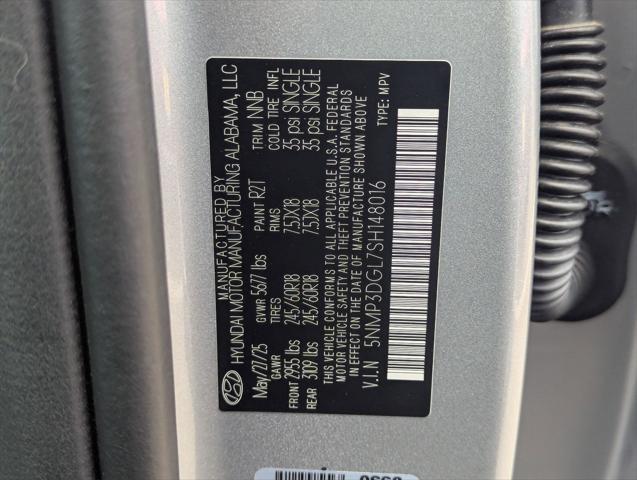 MANUFACTURED BY
HYUNDAI MOTOR MANUFACTURING ALABAMA, LLC
May/27/25 GVWR 5677 lbs PAINT R2T TRIM NNB
GAWR TIRES RIMS COLD TIRE INFL
FRONT 2955 lbs 245/60R18 7.5JX18 35 psi SINGLE
REAR 3109 lbs 245/60R18 7.5JX18 35 psi SINGLE
THIS VEHICLE CONFORMS TO ALL APPLICABLE U.S.A. FEDERAL
MOTOR VEHICLE SAFETY AND THEFT PREVENTION STANDARDS
IN EFFECT ON THE DATE OF MANUFACTURE SHOWN ABOVE
V.I.N 5NMP3DGL7SH148016 TYPE: MPV